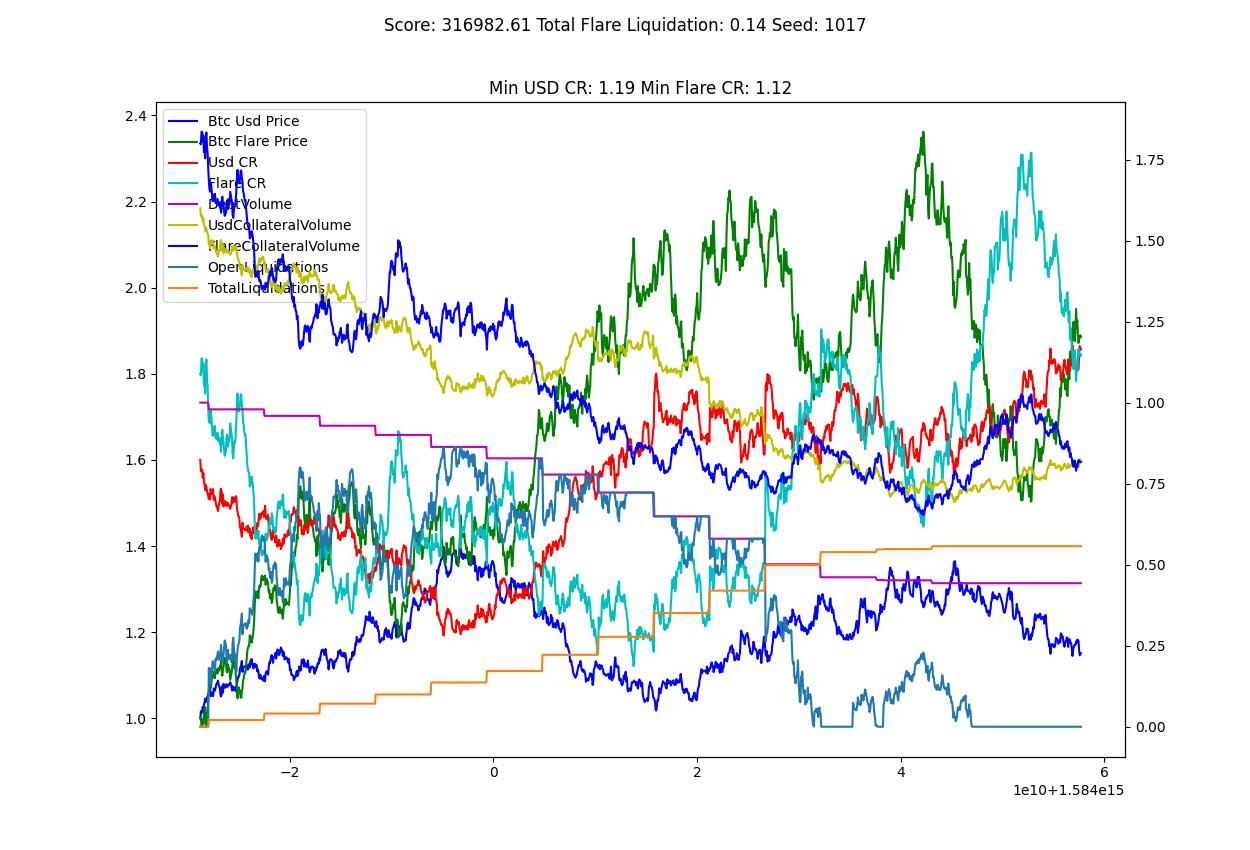 Score: 316982.61 Total Flare Liquidation: 0.14 Seed: 1017
Min USD CR: 1.19 Min Flare CR: 1.12
Btc Usd Price
Btc Flare Price
Usd CR
Flare CR
DebtVolume
UsdCollateralVolume
FlareCollateralVolume
OpenLiquidations
TotalLiquidations
2.4
2.2
2.0
1.8
1.6
1.4
1.2
1.0
1.75
1.50
1.25
1.00
0.75
0.50
0.25
0.00
−2
0
2
4
6
1e10+1.584e15